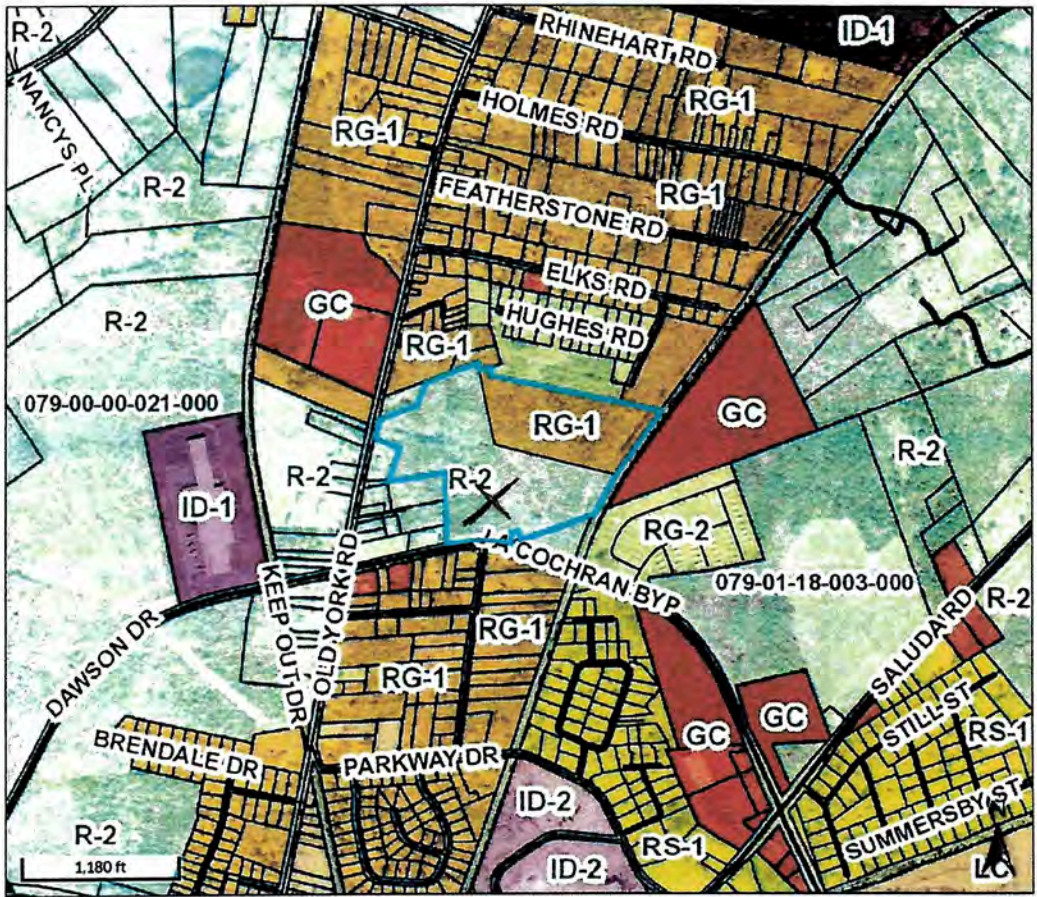 R-2
RHINEHART RD
ID-1
NANCYS PL
HOLMES RD
RG-1
RG-1
R-2
FEATHERSTONE RD
RG-1
ELKS RD
GC
HUGHES RD
R-2
RG-1
079-00-00-021-000
RG-1
GC
R-2
R-2
R-2
ID-1
RG-2
COCHRAN BYP
079-01-18-003-000
KEEP OUT DR
OLD YORK RD
RG-1
SALUDA RD
R-2
DAWSON DR
RG-1
GC
STILL ST
BRENDALE DR
PARKWAY DR
GC
RS-1
ID-2
SUMMERSBY ST
R-2
RS-1
1,180 ft
ID-2
LC